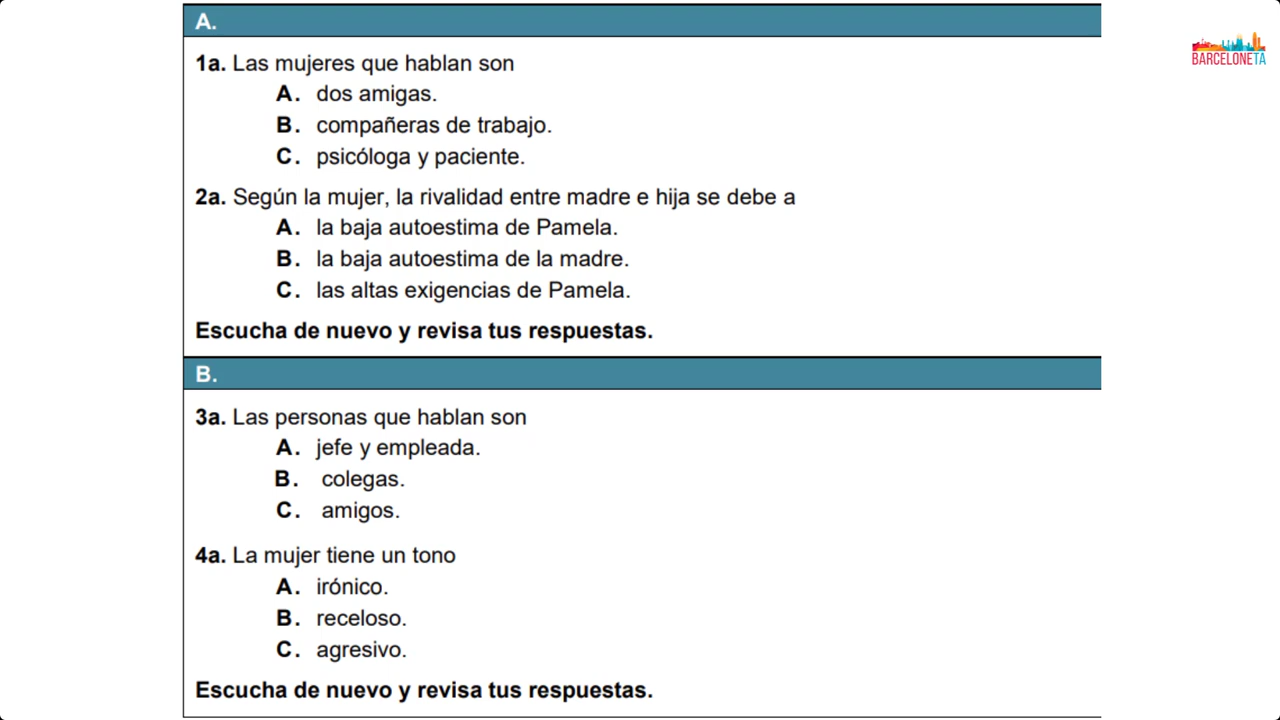 A.
BARCELONETA
1a. Las mujeres que hablan son
A. dos amigas.
B. compañeras de trabajo.
C. psicóloga y paciente.
2a. Según la mujer, la rivalidad entre madre e hija se debe a
A. la baja autoestima de Pamela.
B. la baja autoestima de la madre.
C. las altas exigencias de Pamela.
Escucha de nuevo y revisa tus respuestas.
B.
3a. Las personas que hablan son
A. jefe y empleada.
B. colegas.
C. amigos.
4a. La mujer tiene un tono
A. irónico.
B. receloso.
C. agresivo.
Escucha de nuevo y revisa tus respuestas.